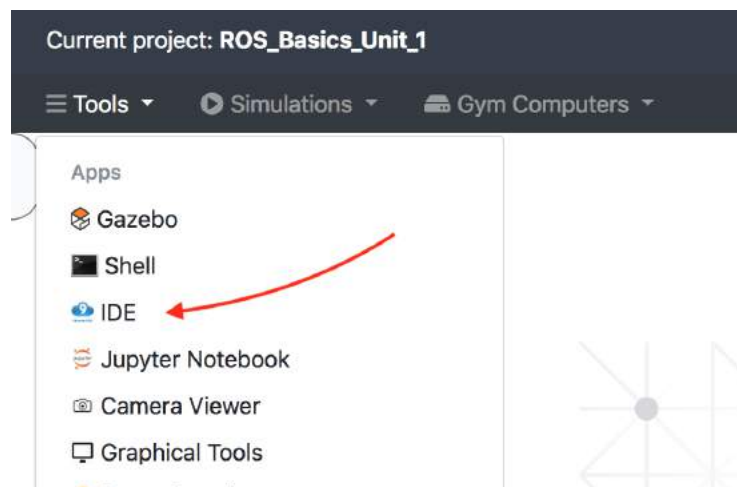 Current project: ROS_Basics_Unit_1
Tools Simulations Gym Computers
Apps
Gazebo
Shell
IDE
Jupyter Notebook
Camera Viewer
Graphical Tools